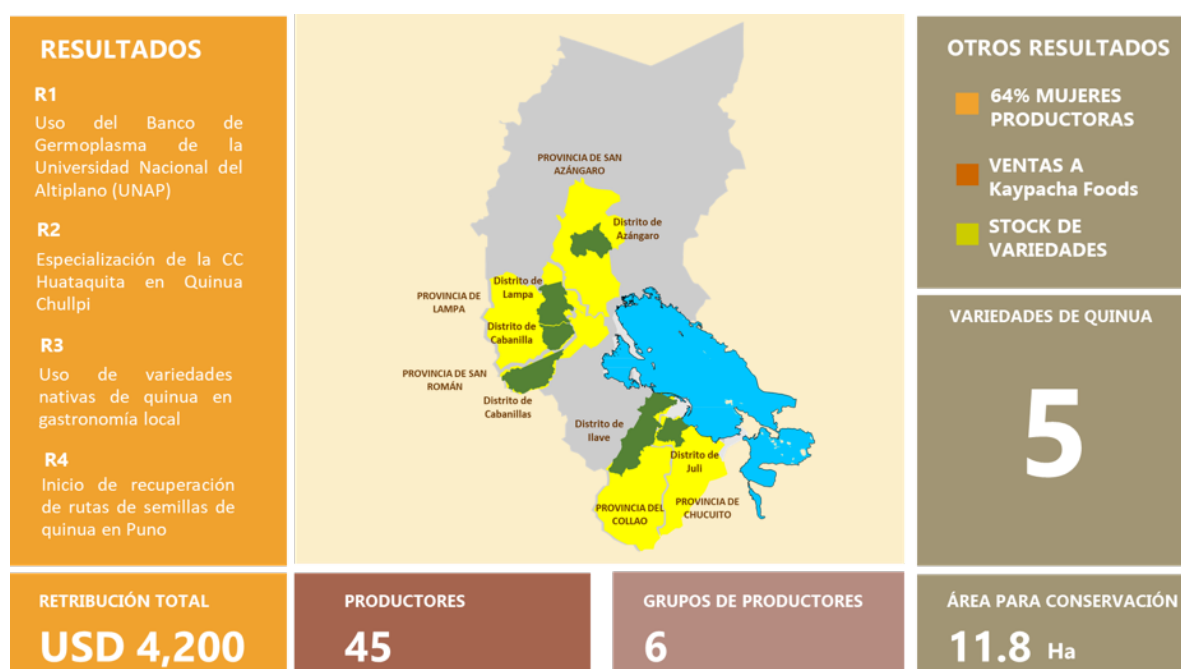 RESULTADOS
R1
Uso del Banco de
Germoplasma de la
Universidad Nacional del
Altiplano (UNAP)
R2
Especialización de la CC
Huataquita en Quinua
Chullpi
R3
Uso de variedades
nativas de quinua en
gastronomía local
R4
Inicio de recuperación
de rutas de semillas de
quinua en Puno
PROVINCIA DE SAN
AZÁNGARO
Distrito de
Azángaro
Distrito de
Lampa
PROVINCIA DE
LAMPA
Distrito de
Cabanilla
PROVINCIA DE SAN
ROMÁN
Distrito de
Cabanillas
Distrito de
Ilave
Distrito de
Juli
PROVINCIA DEL
COLLAO
PROVINCIA DE
CHUCUITO
OTROS RESULTADOS
64% MUJERES
PRODUCTORAS
VENTAS A
Kaypacha Foods
STOCK DE
VARIEDADES
VARIEDADES DE QUINUA
5
RETRIBUCIÓN TOTAL
USD 4,200
PRODUCTORES
45
GRUPOS DE PRODUCTORES
6
ÁREA PARA CONSERVACIÓN
11.8 Ha